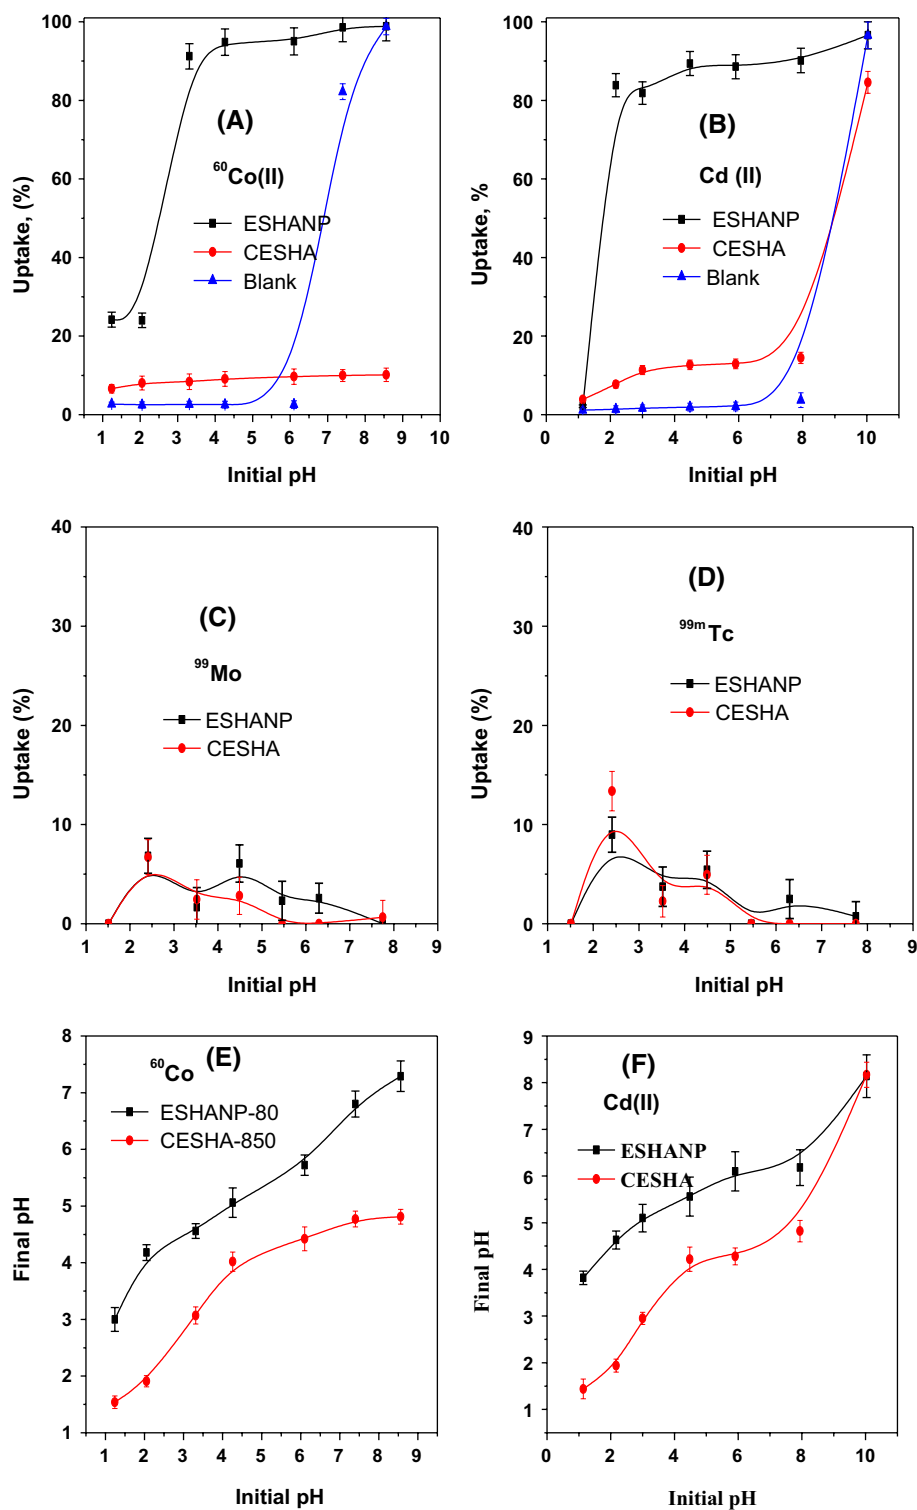 (A)
60Co(II)
ESHANP
CESHA
Blank
Uptake, (%)
100
80
60
40
20
0
1 2 3 4 5 6 7 8 9 10
Initial pH
(B)
Cd (II)
ESHANP
CESHA
Blank
Uptake, %
100
80
60
40
20
0
0 2 4 6 8 10
Initial pH
(C)
99Mo
ESHANP
CESHA
Uptake (%)
40
30
20
10
0
1 2 3 4 5 6 7 8 9
Initial pH
(D)
99mTc
ESHANP
CESHA
Uptake (%)
40
30
20
10
0
1 2 3 4 5 6 7 8 9
Initial pH
(E)
60Co
ESHANP-80
CESHA-850
Final pH
8
7
6
5
4
3
2
1
1 2 3 4 5 6 7 8 9
Initial pH
(F)
Cd(II)
ESHANP
CESHA
Final pH
9
8
7
6
5
4
3
2
1
0 2 4 6 8 10
Initial pH